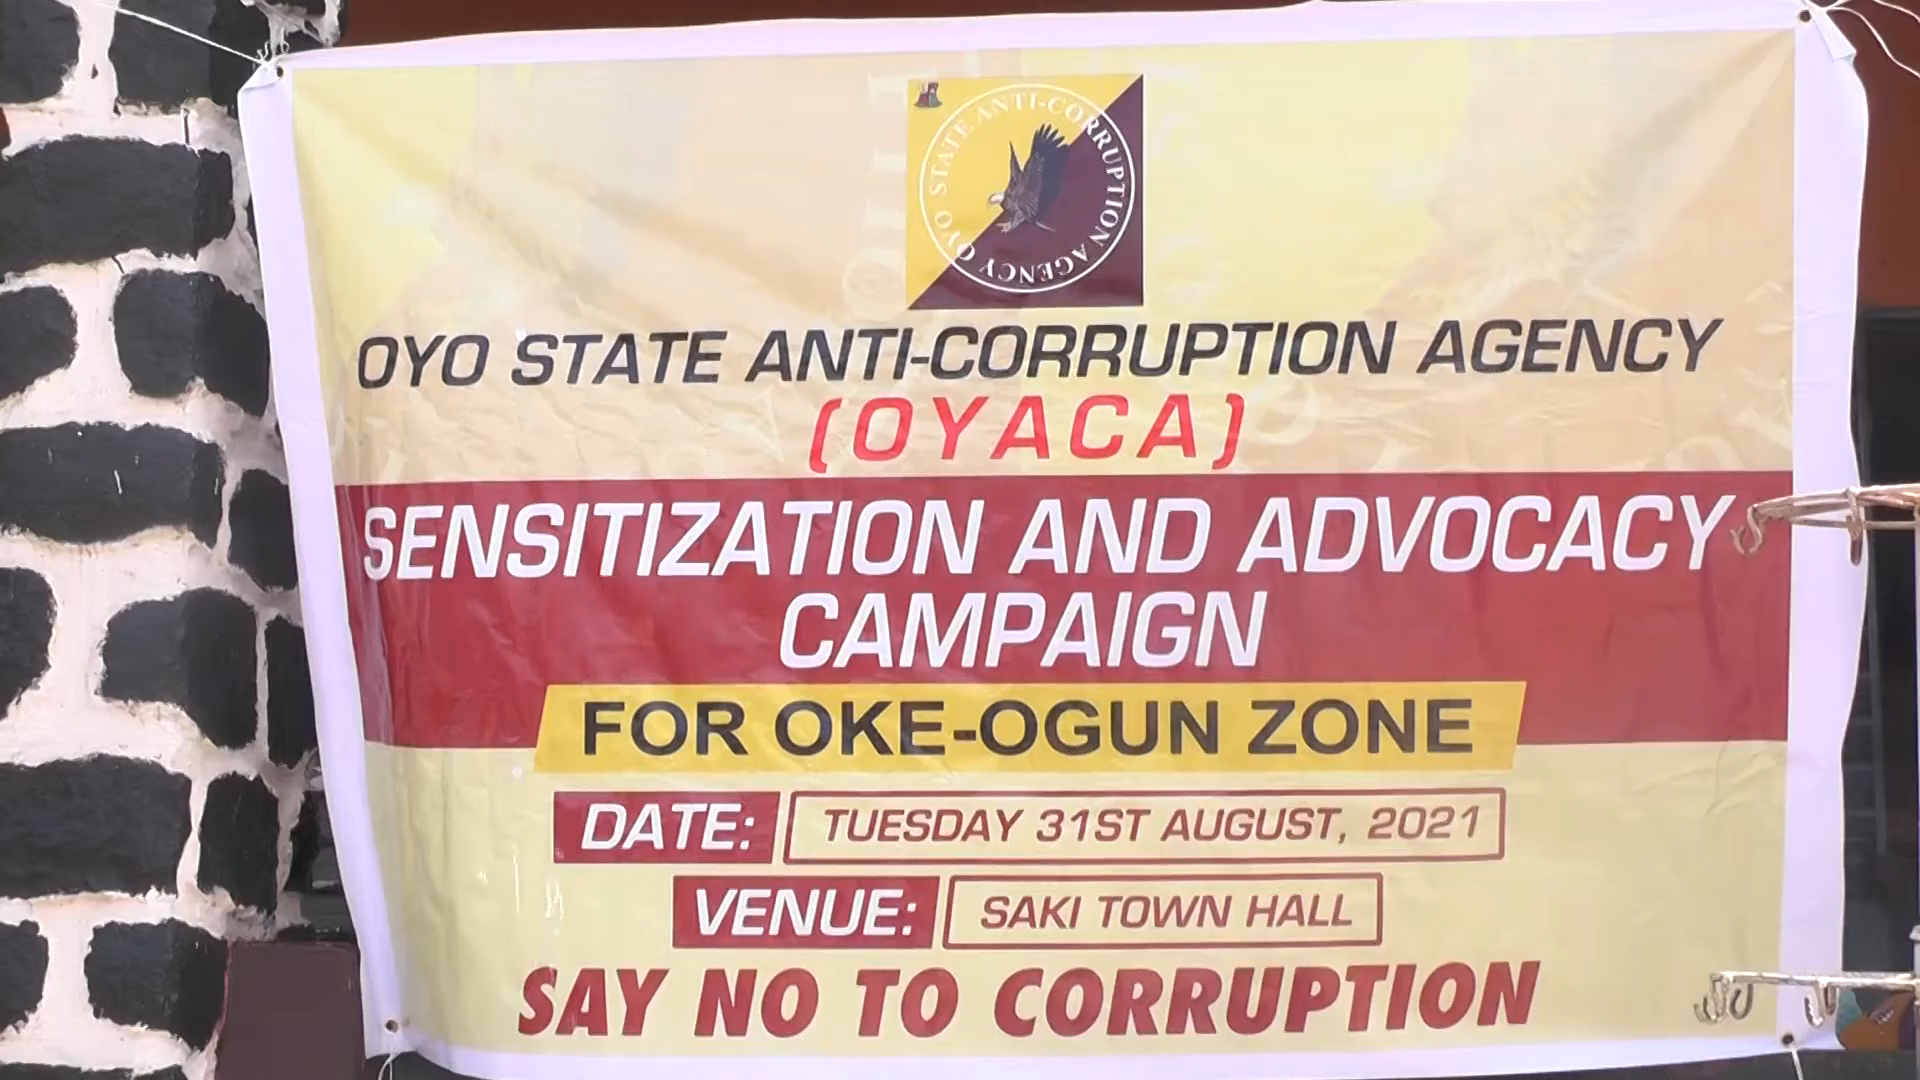 OYO STATE ANTI-CORRUPTION AGENCY
OYO STATE ANTI-CORRUPTION AGENCY
(OYACA)
SENSITIZATION AND ADVOCACY
CAMPAIGN
FOR OKE-OGUN ZONE
DATE: TUESDAY 31ST AUGUST, 2021
VENUE: SAKI TOWN HALL
SAY NO TO CORRUPTION